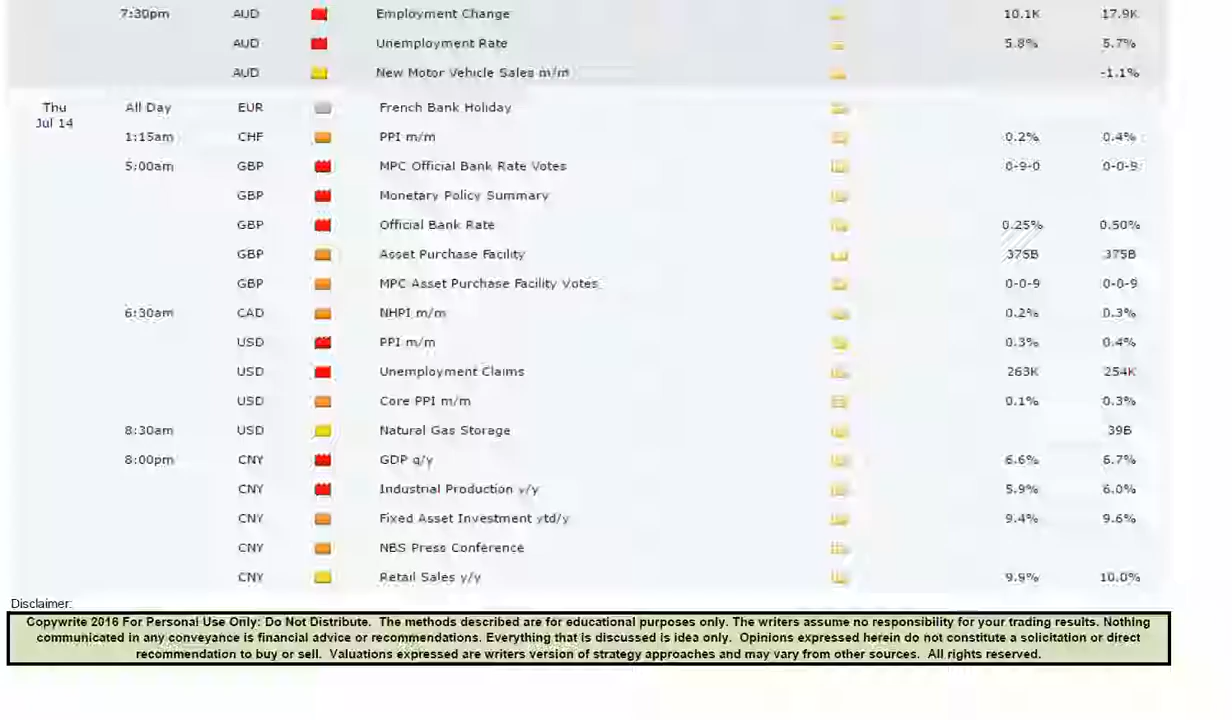 7:30pm AUD Employment Change 10.1K 17.9K
AUD Unemployment Rate 5.8% 5.7%
AUD New Motor Vehicle Sales m/m -1.1%
Thu All Day EUR French Bank Holiday
Jul 14
1:15am CHF PPI m/m 0.2% 0.4%
5:00am GBP MPC Official Bank Rate Votes 0-9-0 0-0-9
GBP Monetary Policy Summary
GBP Official Bank Rate 0.25% 0.50%
GBP Asset Purchase Facility 375B 375B
GBP MPC Asset Purchase Facility Votes 0-0-9 0-0-9
6:30am CAD NHPI m/m 0.2% 0.3%
USD PPI m/m 0.3% 0.4%
USD Unemployment Claims 263K 254K
USD Core PPI m/m 0.1% 0.3%
8:30am USD Natural Gas Storage 39B
8:00pm CNY GDP q/y 6.6% 6.7%
CNY Industrial Production y/y 5.9% 6.0%
CNY Fixed Asset Investment ytd/y 9.4% 9.6%
CNY NBS Press Conference
CNY Retail Sales y/y 9.9% 10.0%
Disclaimer:
Copywrite 2016 For Personal Use Only: Do Not Distribute. The methods described are for educational purposes only. The writers assume no responsibility for your trading results. Nothing
communicated in any conveyance is financial advice or recommendations. Everything that is discussed is idea only. Opinions expressed herein do not constitute a solicitation or direct
recommendation to buy or sell. Valuations expressed are writers version of strategy approaches and may vary from other sources. All rights reserved.